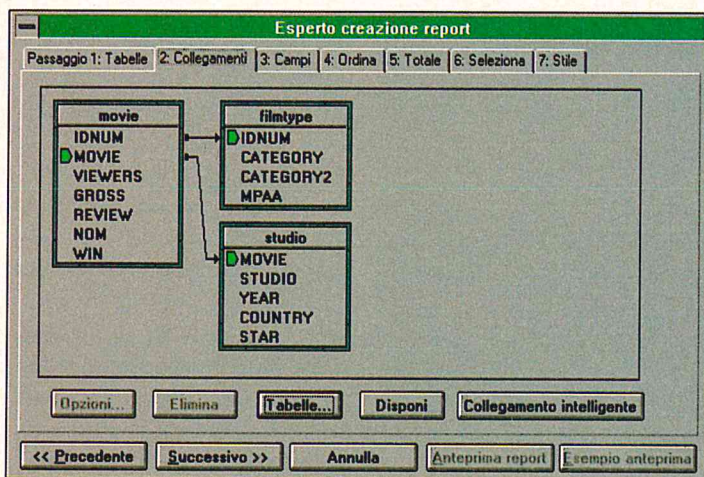 Esperto creazione report
Passaggio 1: Tabelle 2: Collegamenti 3: Campi 4: Ordina 5: Totale 6: Seleziona 7: Stile
movie
IDNUM
MOVIE
VIEWERS
GROSS
REVIEW
NOM
WIN
filmtype
IDNUM
CATEGORY
CATEGORY2
MPAA
studio
MOVIE
STUDIO
YEAR
COUNTRY
STAR
Opzioni... Elimina Tabelle... Disponi Collegamento intelligente
<< Precedente Successivo >> Annulla Anteprima report Esempio anteprima